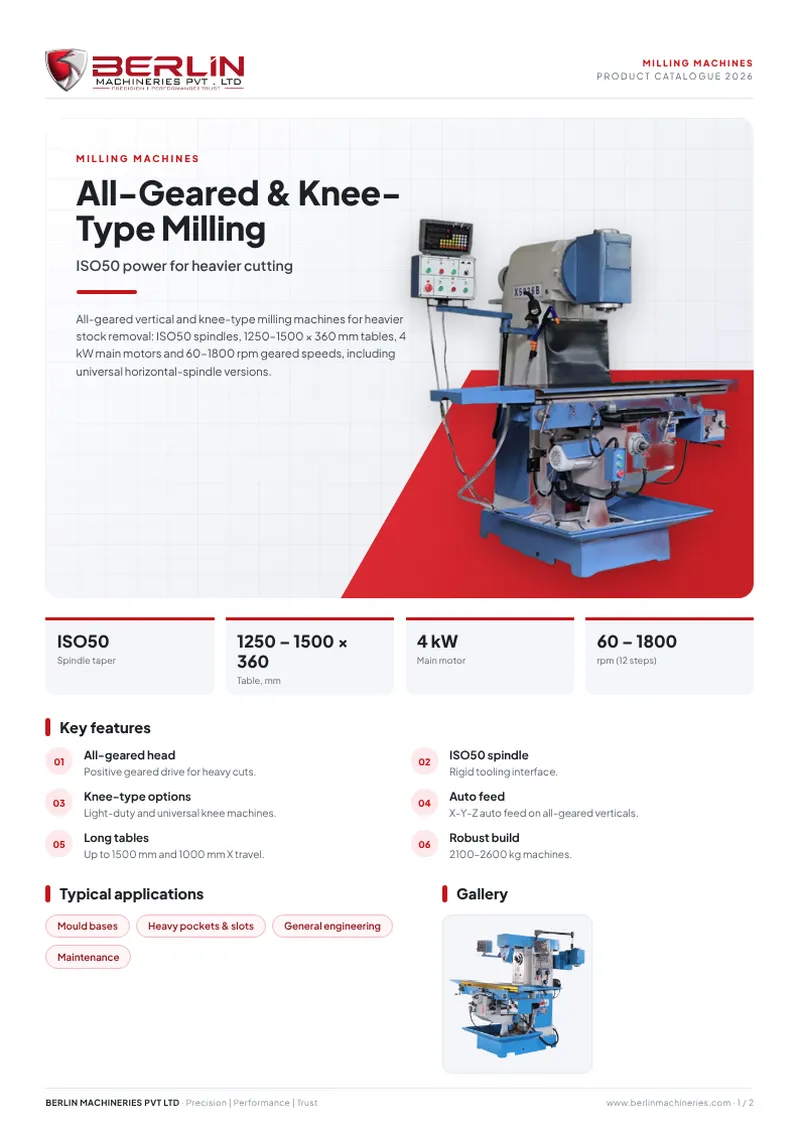 BERLIN
MACHINERIES PVT . LTD
MILLING MACHINES
PRODUCT CATALOGUE 2026
MILLING MACHINES
All-Geared & Knee-
Type Milling
ISO50 power for heavier cutting
All-geared vertical and knee-type milling machines for heavier
stock removal: ISO50 spindles, 1250–1500 × 360 mm tables, 4
kW main motors and 60–1800 rpm geared speeds, including
universal horizontal-spindle versions.
ISO50
Spindle taper
1250 – 1500 ×
360
Table, mm
4 kW
Main motor
60 – 1800
rpm (12 steps)
Key features
01
All-geared head
Positive geared drive for heavy cuts.
02
ISO50 spindle
Rigid tooling interface.
03
Knee-type options
Light-duty and universal knee machines.
04
Auto feed
X-Y-Z auto feed on all-geared verticals.
05
Long tables
Up to 1500 mm and 1000 mm X travel.
06
Robust build
2100–2600 kg machines.
Typical applications
Mould bases
Heavy pockets & slots
General engineering
Maintenance
Gallery
BERLIN MACHINERIES PVT LTD · Precision | Performance | Trust
www.berlinmachineries.com · 1 / 2